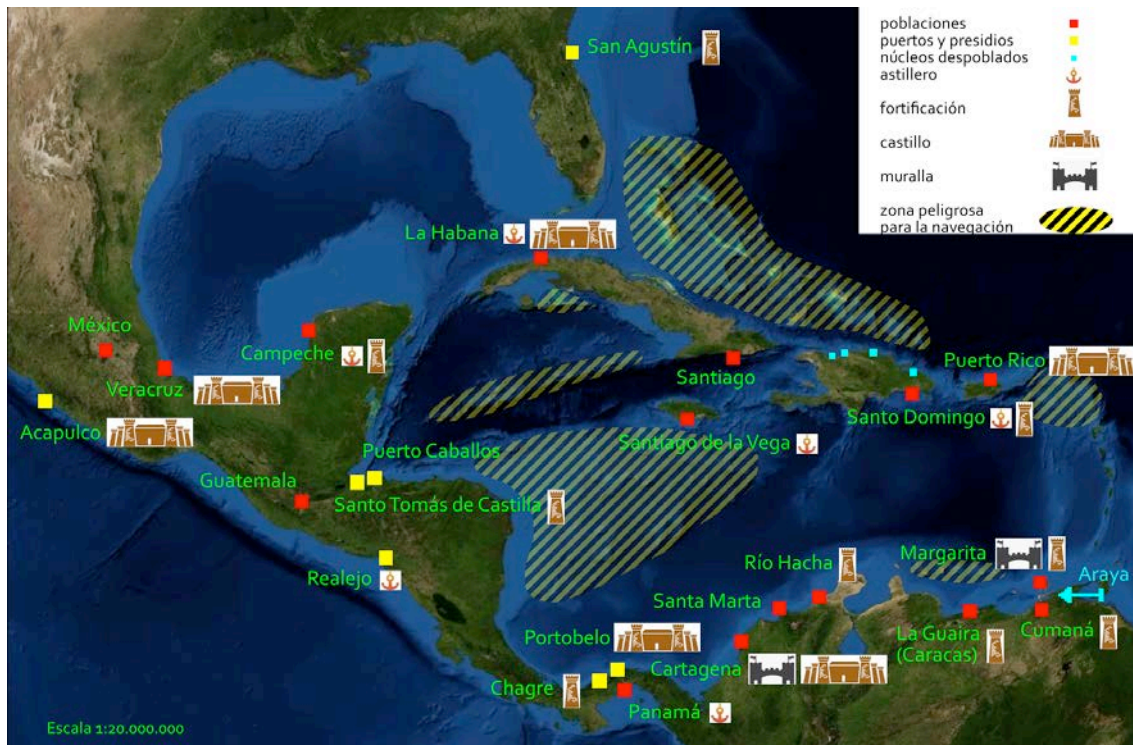 poblaciones
puertos y presidios
núcleos despoblados
astillero
fortificación
castillo
muralla
zona peligrosa
para la navegación
San Agustín
La Habana
México
Veracruz
Campeche
Acapulco
Santiago
Puerto Rico
Santo Domingo
Santiago de la Vega
Puerto Caballos
Guatemala
Santo Tomás de Castilla
Realejo
Río Hacha
Margarita
Araya
Santa Marta
Portobelo
Cartagena
La Guaira
(Caracas)
Cumaná
Chagre
Panamá
Escala 1:20.000.000